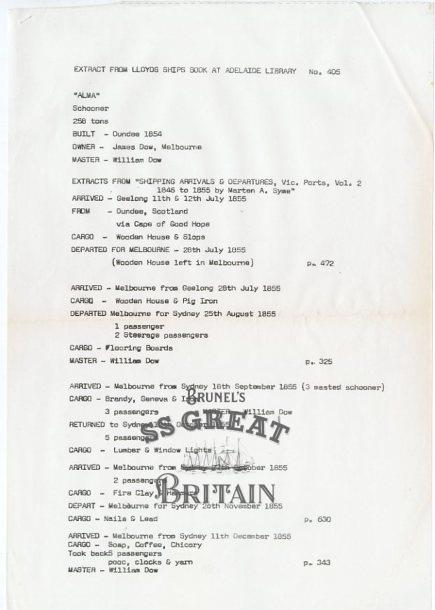 EXTRACT FROM LLOYDS SHIPS BOOK AT ADELAIDE LIBRARY No. 405
"ALMA"
Schooner
258 tons
BUILT - Dundee 1854
OWNER - James Dow, Melbourne
MASTER - William Dow
EXTRACTS FROM "SHIPPING ARRIVALS & DEPARTURES, Vic. Ports, Vol. 2
1846 to 1855 by Marten A. Syme"
ARRIVED - Geelong 11th & 12th July 1855
FROM - Dundee, Scotland
via Cape of Good Hope
CARGO - Wooden House & Slops
DEPARTED FOR MELBOURNE - 28th July 1855
(Wooden House left in Melbourne) p. 472
ARRIVED - Melbourne from Geelong 28th July 1855
CARGO - Wooden House & Pig Iron
DEPARTED Melbourne for Sydney 25th August 1855
1 passenger
2 Steerage passengers
CARGO - Flooring Boards
MASTER - William Dow p. 325
ARRIVED - Melbourne from Sydney 18th September 1855 (3 masted schooner)
CARGO - Brandy, Geneva &
BRUNEL'S
3 passengers William Dow
RETURNED to Sydney
SS GREAT
5 passengers
CARGO - Lumber & Window Lights
ARRIVED - Melbourne from 1855
2 passengers
CARGO - Fire Clay
BRITAIN
DEPART - Melbourne for Sydney 20th November 1855
CARGO - Nails & Lead p. 630
ARRIVED - Melbourne from Sydney 11th December 1855
CARGO - Soap, Coffee, Chicory
Took back5 passengers
clocks & yarn p. 343
MASTER - William Dow